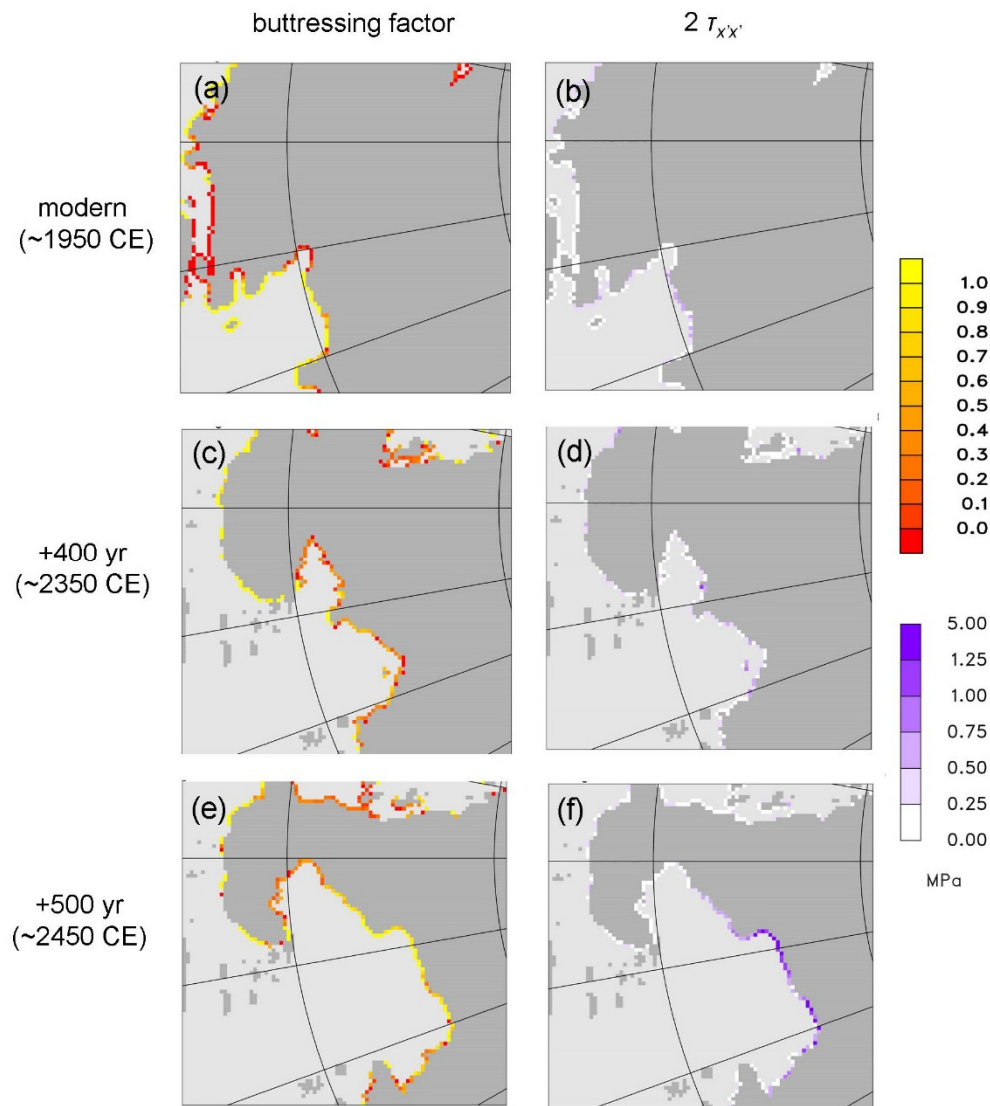 buttressing factor
2 τx'x'
(a)
(b)
modern
(~1950 CE)
1.0
0.9
0.8
0.7
0.6
0.5
0.4
0.3
0.2
0.1
0.0
(c)
(d)
+400 yr
(~2350 CE)
5.00
1.25
1.00
0.75
0.50
0.25
0.00
MPa
(e)
(f)
+500 yr
(~2450 CE)